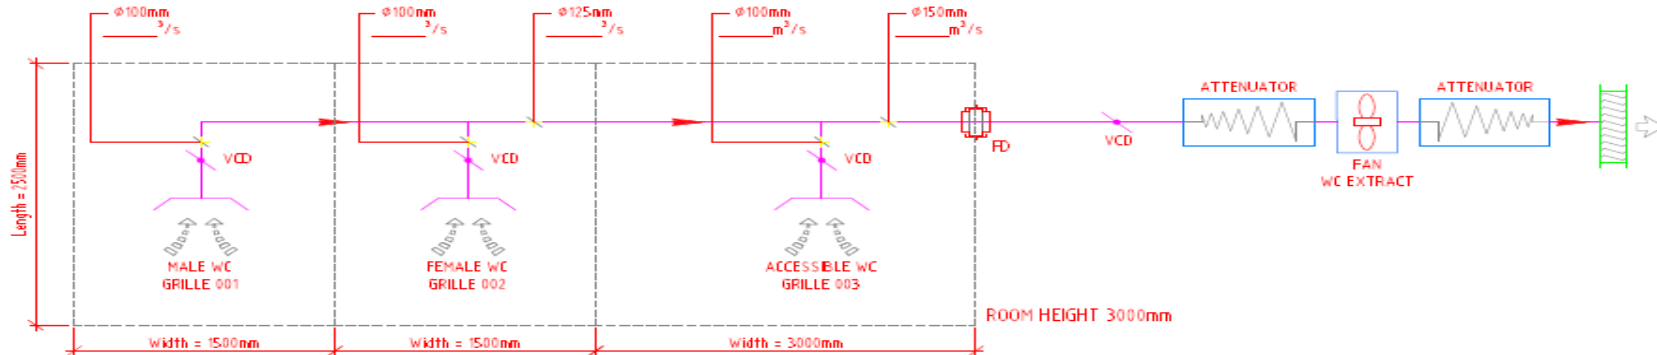 ø100mm
______³/s
ø100mm
______³/s
ø125mm
______³/s
ø100mm
______m³/s
ø150mm
______m³/s
ATTENUATOR
ATTENUATOR
VCD
VCD
VCD
FD
VCD
FAN
WC EXTRACT
Length = 2500mm
MALE WC
GRILLE 001
FEMALE WC
GRILLE 002
ACCESSIBLE WC
GRILLE 003
ROOM HEIGHT 3000mm
Width = 1500mm
Width = 1500mm
Width = 3000mm